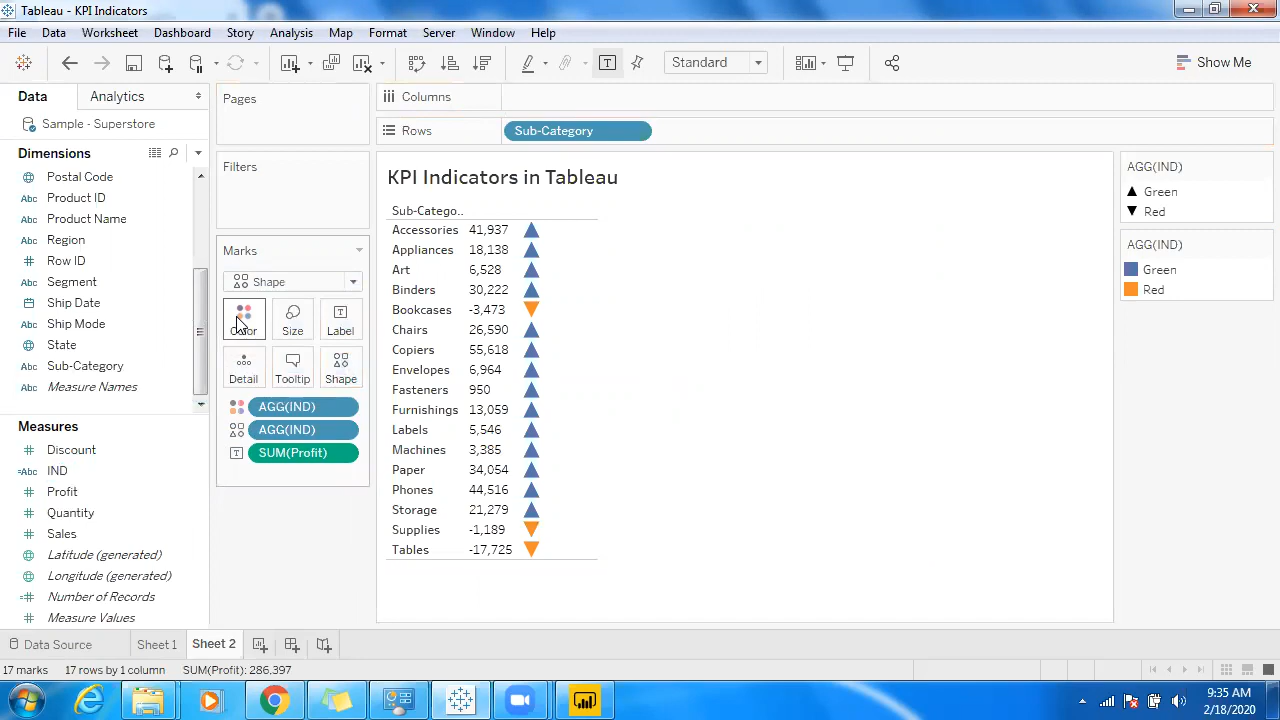 Tableau - KPI Indicators
File Data Worksheet Dashboard Story Analysis Map Format Server Window Help
Standard
Show Me
Data
Analytics
Sample - Superstore
Dimensions
Postal Code
Abc Product ID
Abc Product Name
Abc Region
# Row ID
Abc Segment
Ship Date
Abc Ship Mode
State
Abc Sub-Category
Abc Measure Names
Measures
# Discount
=Abc IND
# Profit
# Quantity
# Sales
Latitude (generated)
Longitude (generated)
=# Number of Records
# Measure Values
Pages
Filters
Marks
Shape
Color
Size
Label
Detail
Tooltip
Shape
AGG(IND)
AGG(IND)
T SUM(Profit)
Columns
Rows
Sub-Category
KPI Indicators in Tableau
Sub-Catego..
Accessories 41,937
Appliances 18,138
Art 6,528
Binders 30,222
Bookcases -3,473
Chairs 26,590
Copiers 55,618
Envelopes 6,964
Fasteners 950
Furnishings 13,059
Labels 5,546
Machines 3,385
Paper 34,054
Phones 44,516
Storage 21,279
Supplies -1,189
Tables -17,725
AGG(IND)
Green
Red
AGG(IND)
Green
Red
Data Source
Sheet 1
Sheet 2
17 marks 17 rows by 1 column SUM(Profit): 286,397
9:35 AM
2/18/2020